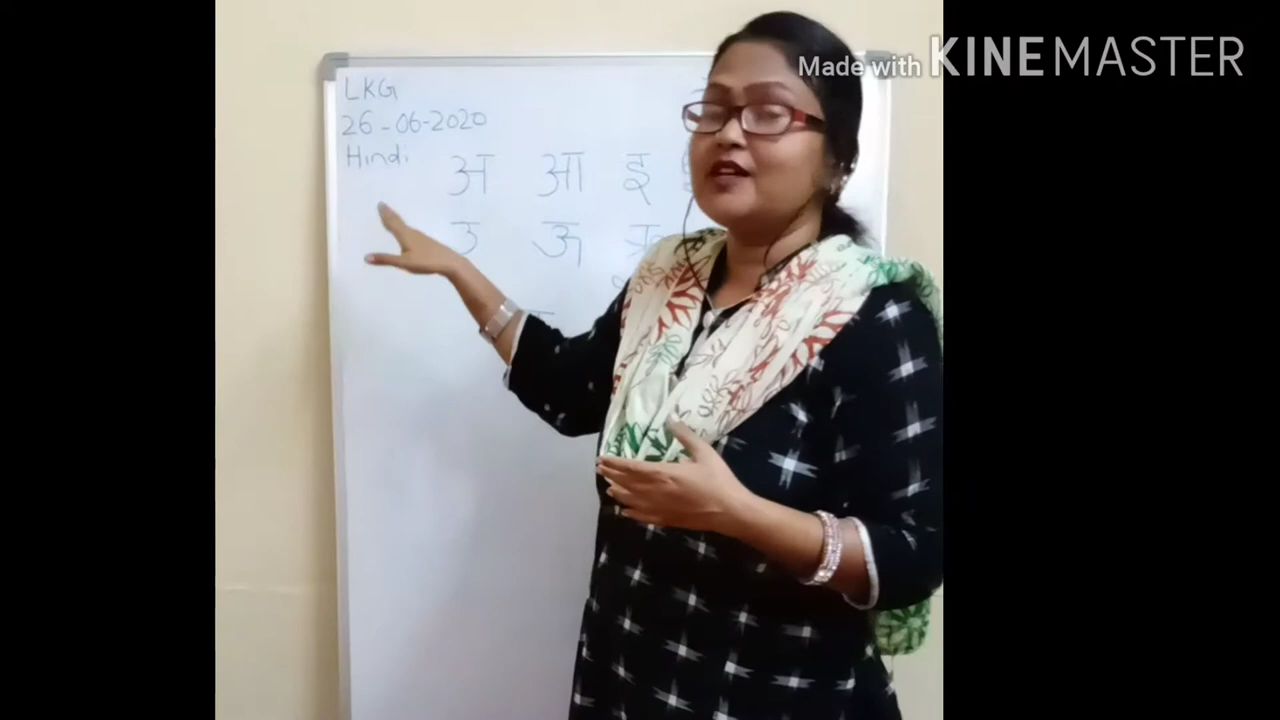 Made with KINEMASTER
LKG
26-06-2020
Hindi
अ आ इ
उ ऊ ऋ